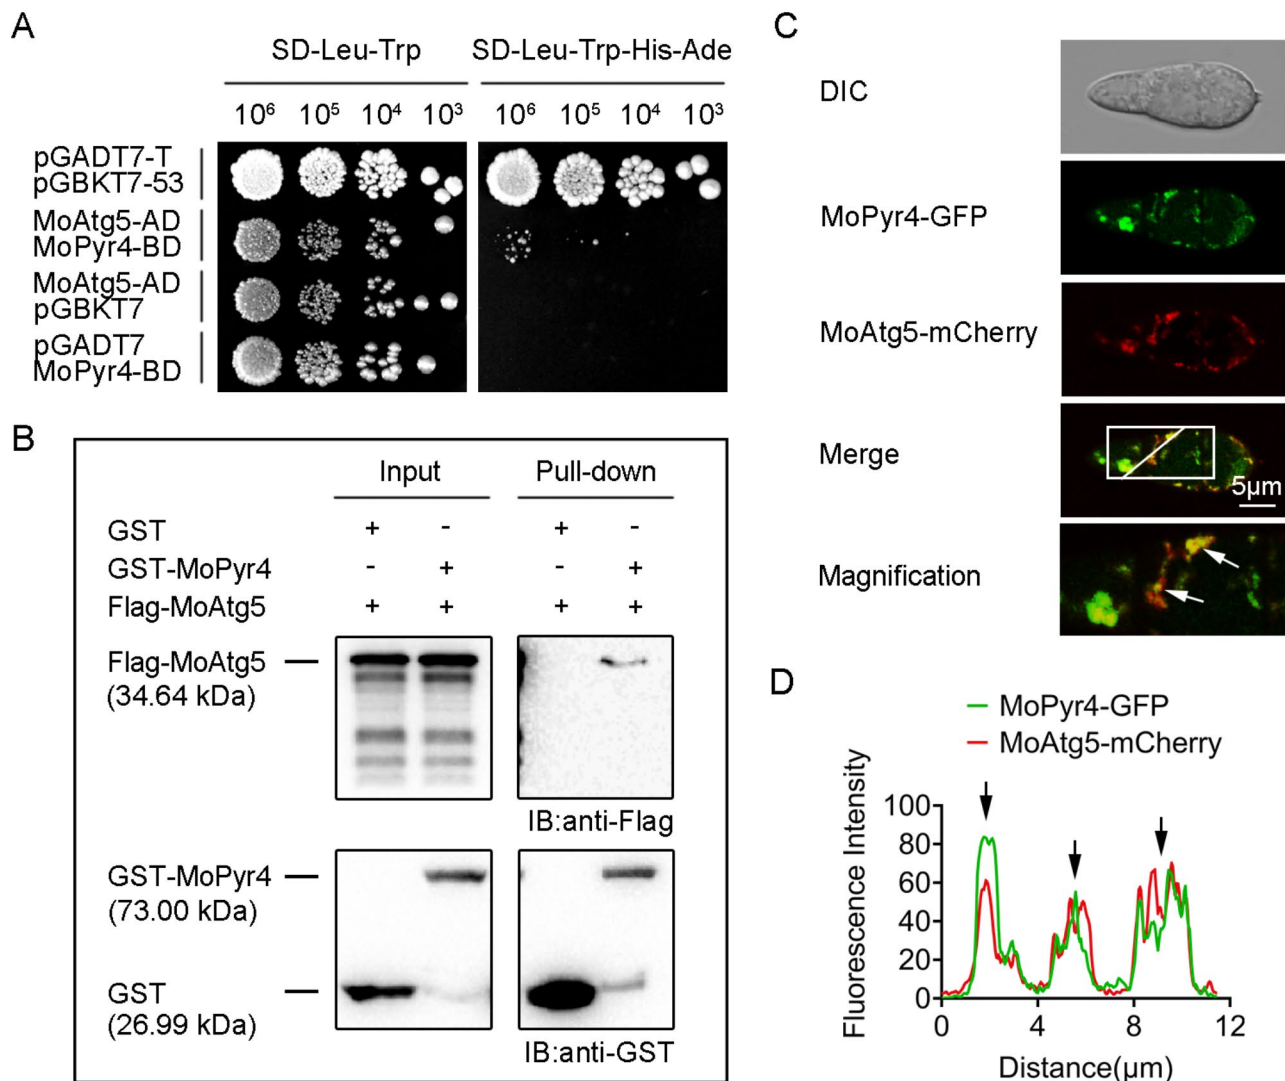 A
SD-Leu-Trp SD-Leu-Trp-His-Ade
10⁶ 10⁵ 10⁴ 10³ 10⁶ 10⁵ 10⁴ 10³
pGADT7-T
pGBKT7-53
MoAtg5-AD
MoPyr4-BD
MoAtg5-AD
pGBKT7
pGADT7
MoPyr4-BD
B
Input Pull-down
GST + - + -
GST-MoPyr4 - + - +
Flag-MoAtg5 + + + +
Flag-MoAtg5
(34.64 kDa)
IB:anti-Flag
GST-MoPyr4
(73.00 kDa)
GST
(26.99 kDa)
IB:anti-GST
C
DIC
MoPyr4-GFP
MoAtg5-mCherry
Merge
5μm
Magnification
D
MoPyr4-GFP
MoAtg5-mCherry
Fluorescence Intensity
100
80
60
40
20
0
0 4 8 12
Distance(μm)